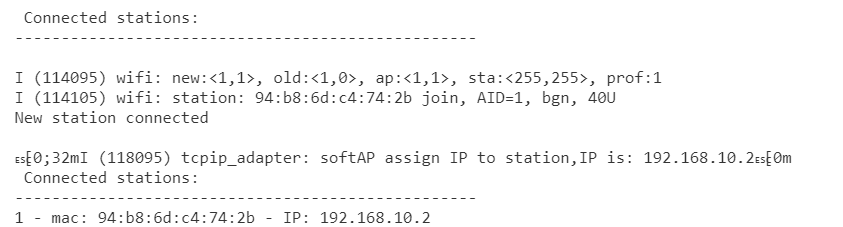 Connected stations:
--------------------------------------------------
I (114095) wifi: new:<1,1>, old:<1,0>, ap:<1,1>, sta:<255,255>, prof:1
I (114105) wifi: station: 94:b8:6d:c4:74:2b join, AID=1, bgn, 40U
New station connected
␛[0;32mI (118095) tcpip_adapter: softAP assign IP to station,IP is: 192.168.10.2␛[0m
Connected stations:
--------------------------------------------------
1 - mac: 94:b8:6d:c4:74:2b - IP: 192.168.10.2